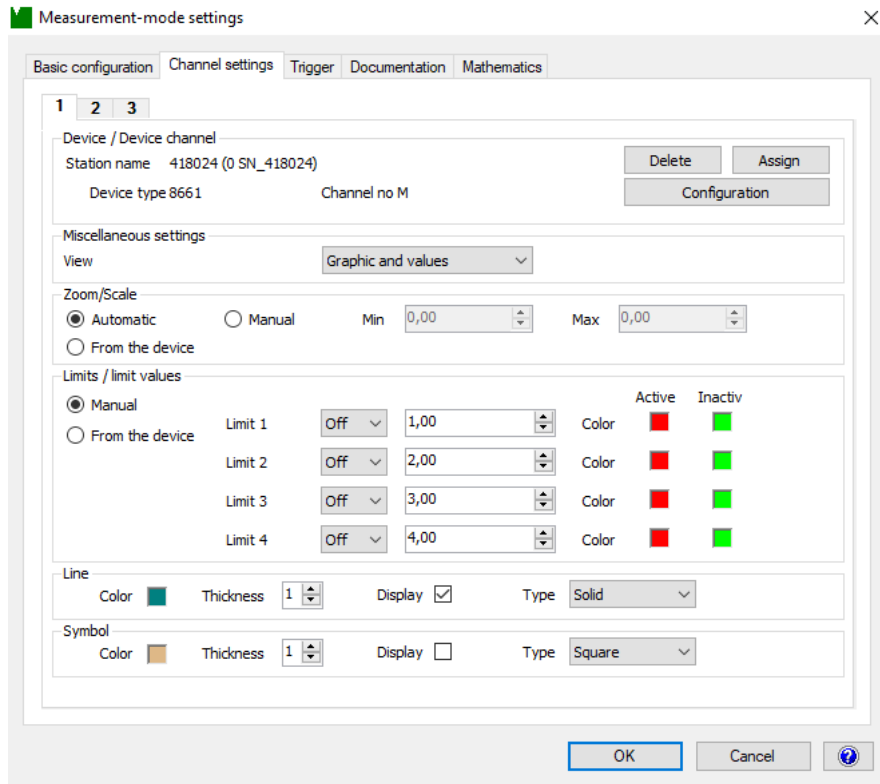 Measurement-mode settings
Basic configuration Channel settings Trigger Documentation Mathematics
1 2 3
Device / Device channel
Station name 418024 (0 SN_418024) Delete Assign
Device type 8661 Channel no M Configuration
Miscellaneous settings
View Graphic and values
Zoom/Scale
Automatic Manual Min 0,00 Max 0,00
From the device
Limits / limit values
Manual Active Inactiv
Limit 1 Off 1,00 Color
From the device
Limit 2 Off 2,00 Color
Limit 3 Off 3,00 Color
Limit 4 Off 4,00 Color
Line
Color Thickness 1 Display Type Solid
Symbol
Color Thickness 1 Display Type Square
OK Cancel ?